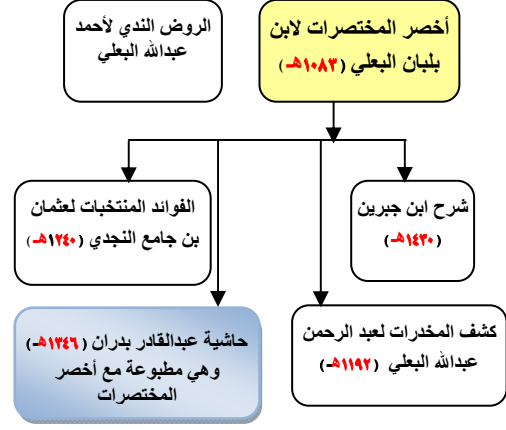 أخصر المختصرات لابن
بلبان البعلي (١٠٨٣هـ)
الروض الندي لأحمد
عبدالله البعلي
شرح ابن جبرين
(١٤٣٠هـ)
الفوائد المنتخبات لعثمان
بن جامع النجدي (١٢٤٠هـ)
كشف المخدرات لعبد الرحمن
عبدالله البعلي (١١٩٢هـ)
حاشية عبدالقادر بدران (١٣٤٦هـ)
وهي مطبوعة مع أخصر
المختصرات